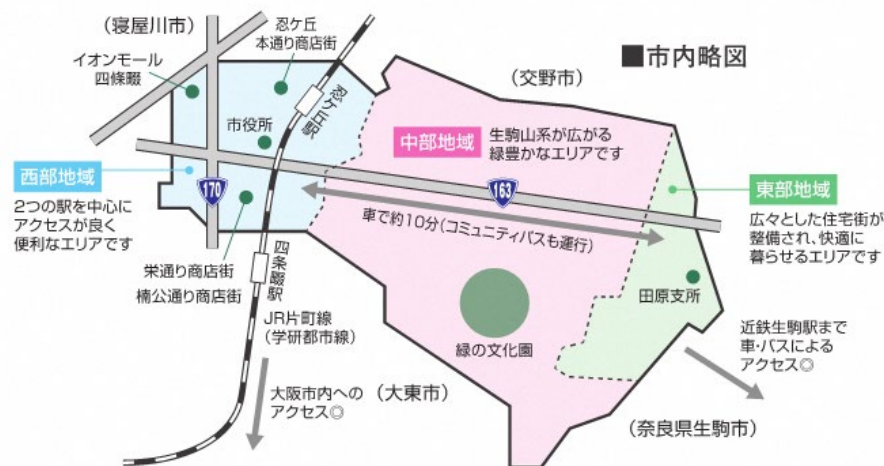 ■市内略図
（寝屋川市）
忍ケ丘
本通り商店街
イオンモール
四條畷
忍ケ丘駅
市役所
（交野市）
中部地域
生駒山系が広がる
緑豊かなエリアです
西部地域
2つの駅を中心に
アクセスが良く
便利なエリアです
170
163
車で約10分（コミュニティバスも運行）
東部地域
広々とした住宅街が
整備され、快適に
暮らせるエリアです
栄通り商店街
楠公通り商店街
四条畷駅
JR片町線
（学研都市線）
田原支所
緑の文化園
近鉄生駒駅まで
車・バスによる
アクセス◎
大阪市内への
アクセス◎
（大東市）
（奈良県生駒市）